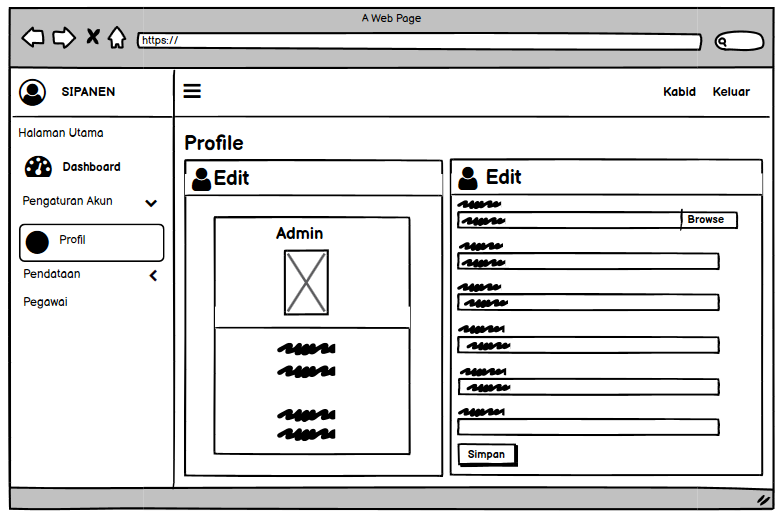 A Web Page
https://
SIPANEN
Kabid Keluar
Halaman Utama
Dashboard
Pengaturan Akun
Profil
Pendataan
Pegawai
Profile
Edit
Admin
Edit
Browse
Simpan